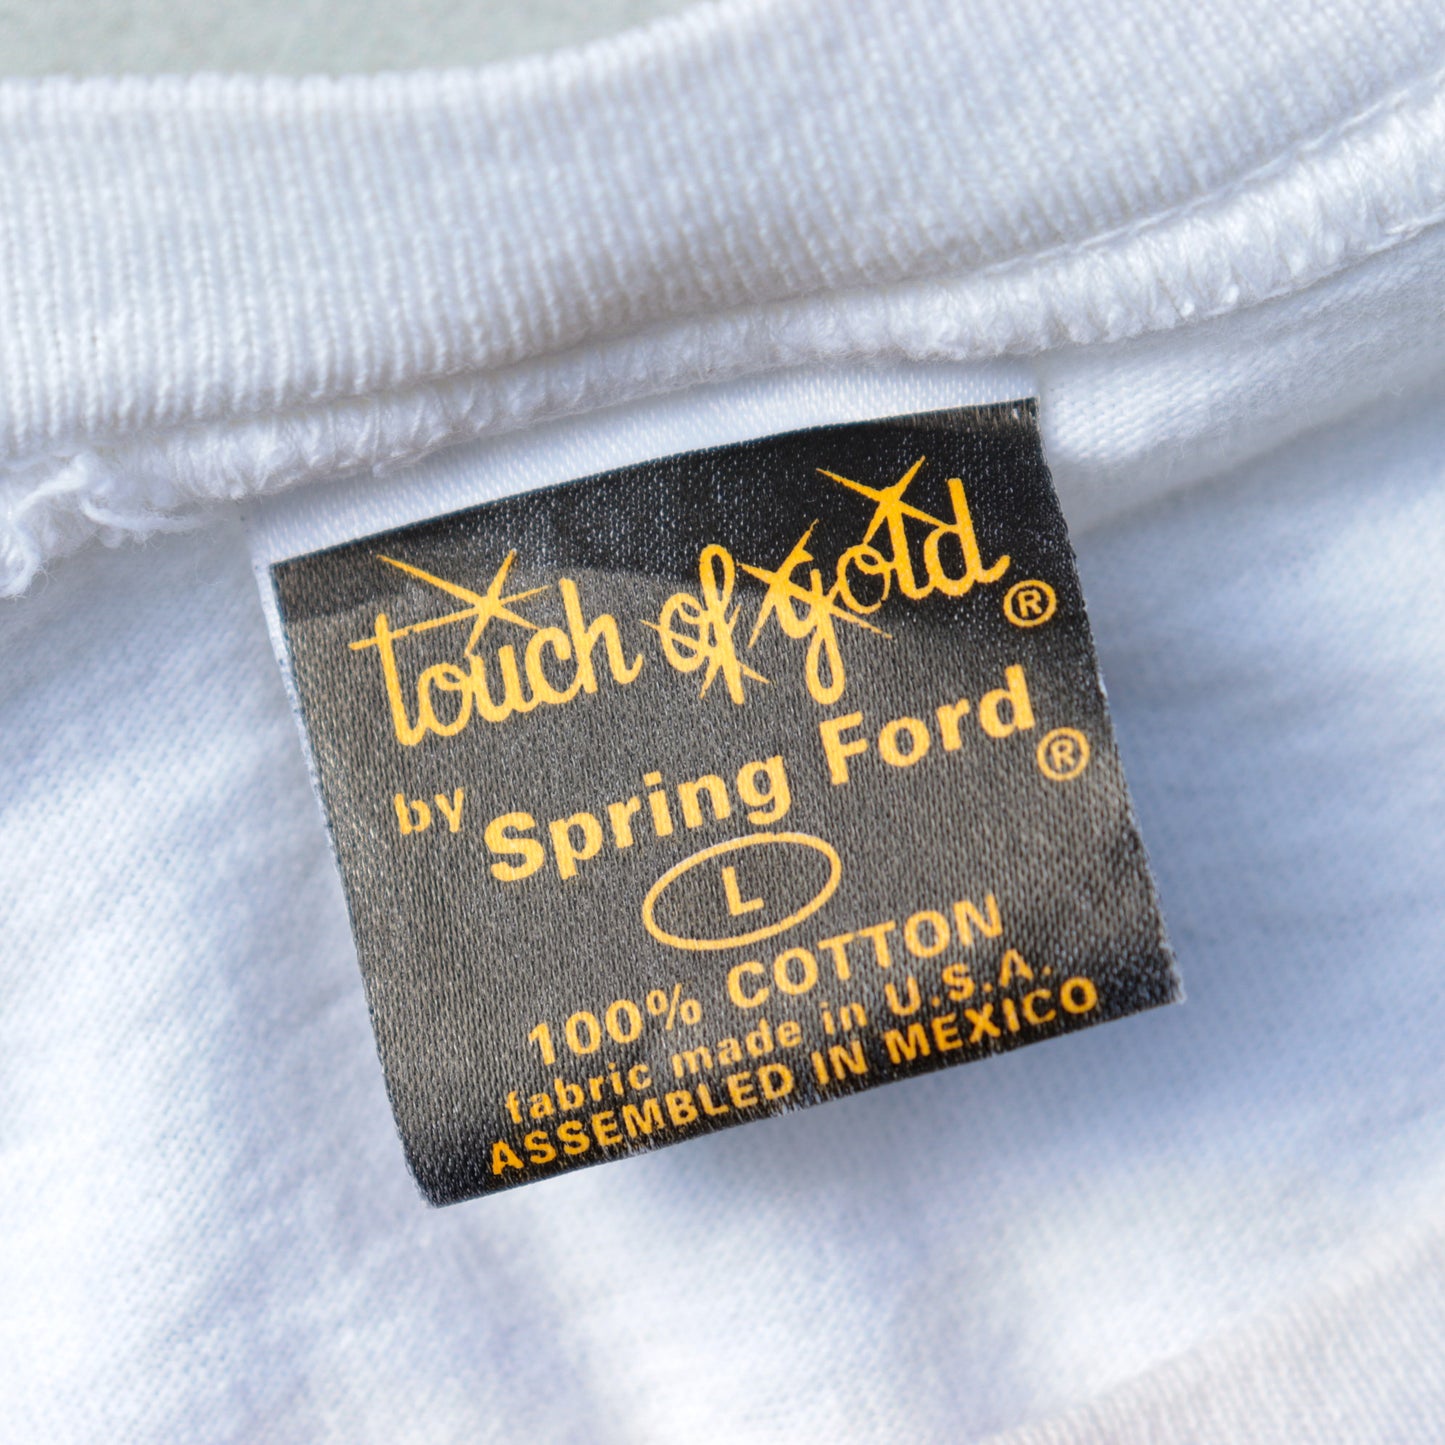 touch of gold ®
by Spring Ford ®
L
100% COTTON
fabric made in U.S.A.
ASSEMBLED IN MEXICO